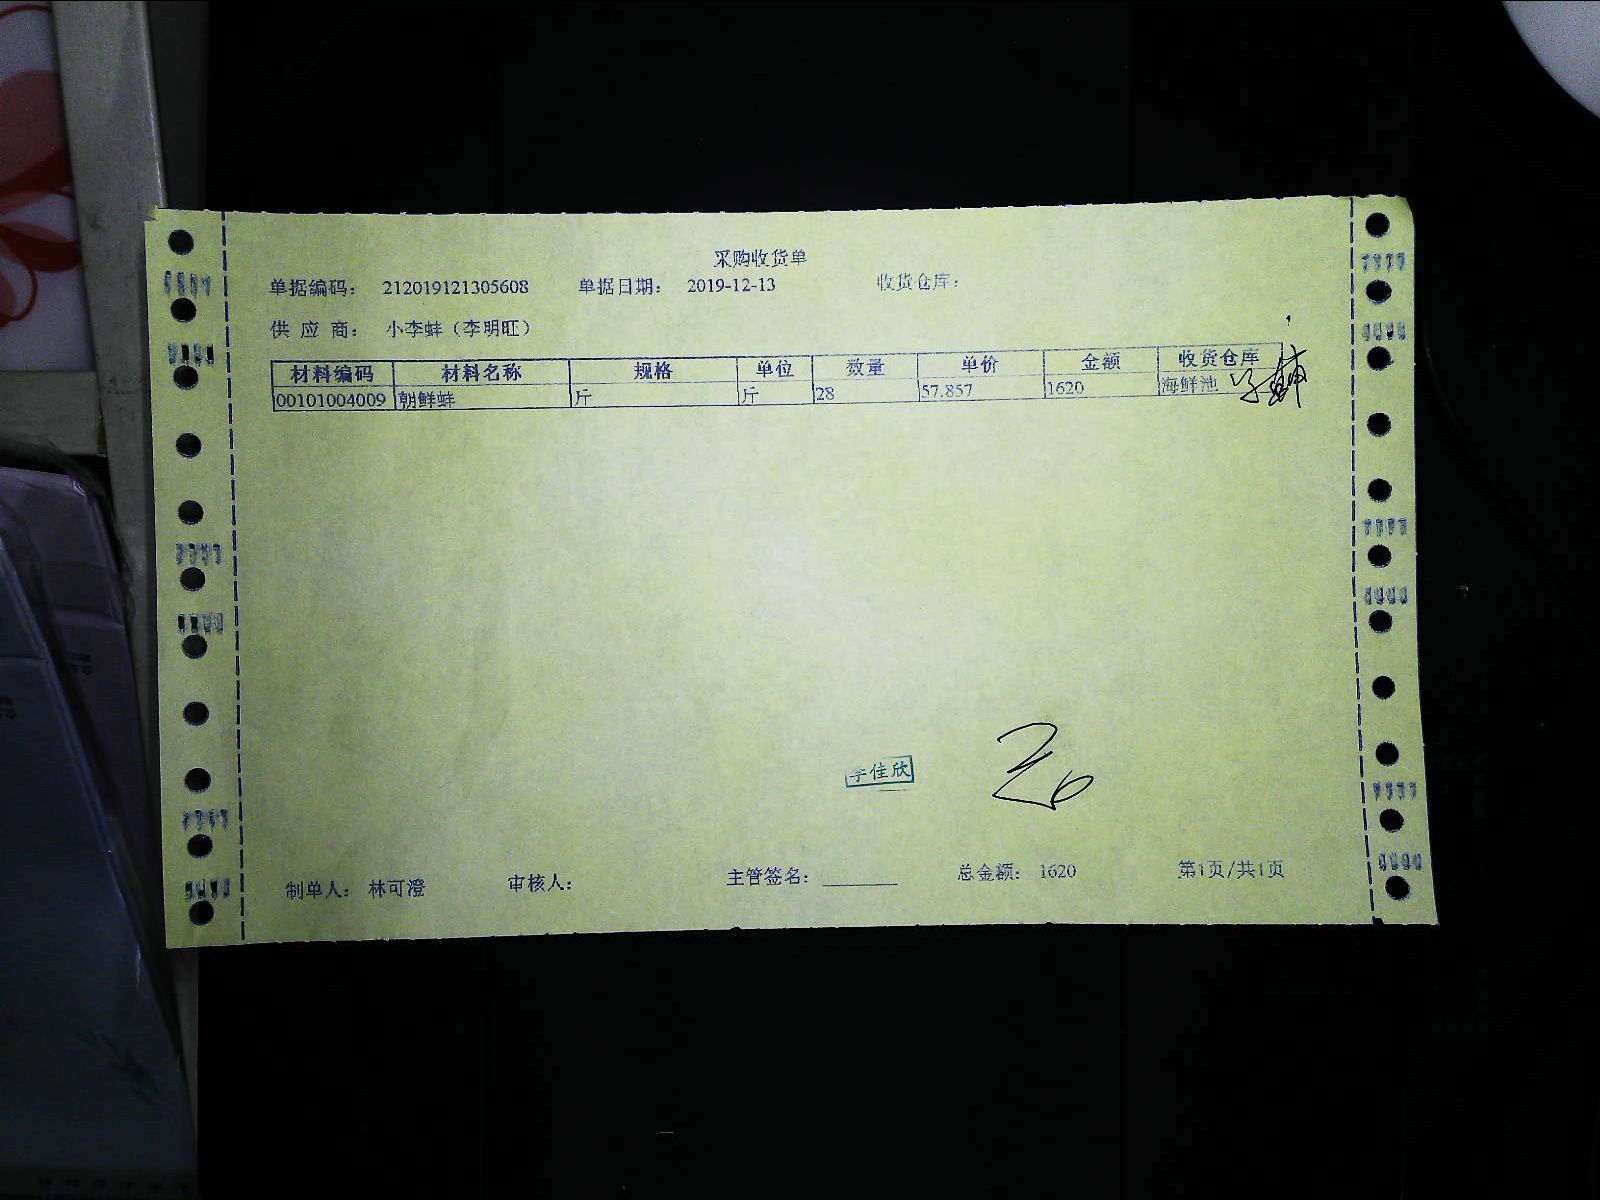 采购收货单
单据编码： 212019121305608 单据日期： 2019-12-13 收货仓库：
供 应 商： 小李蚌（李明旺）
材料编码 材料名称 规格 单位 数量 单价 金额 收货仓库
00101004009 朝鲜蚌 斤 斤 28 57.857 1620 海鲜池
李佳欣
制单人： 林可澄 审核人： 主管签名： ________ 总金额： 1620 第1页/共1页